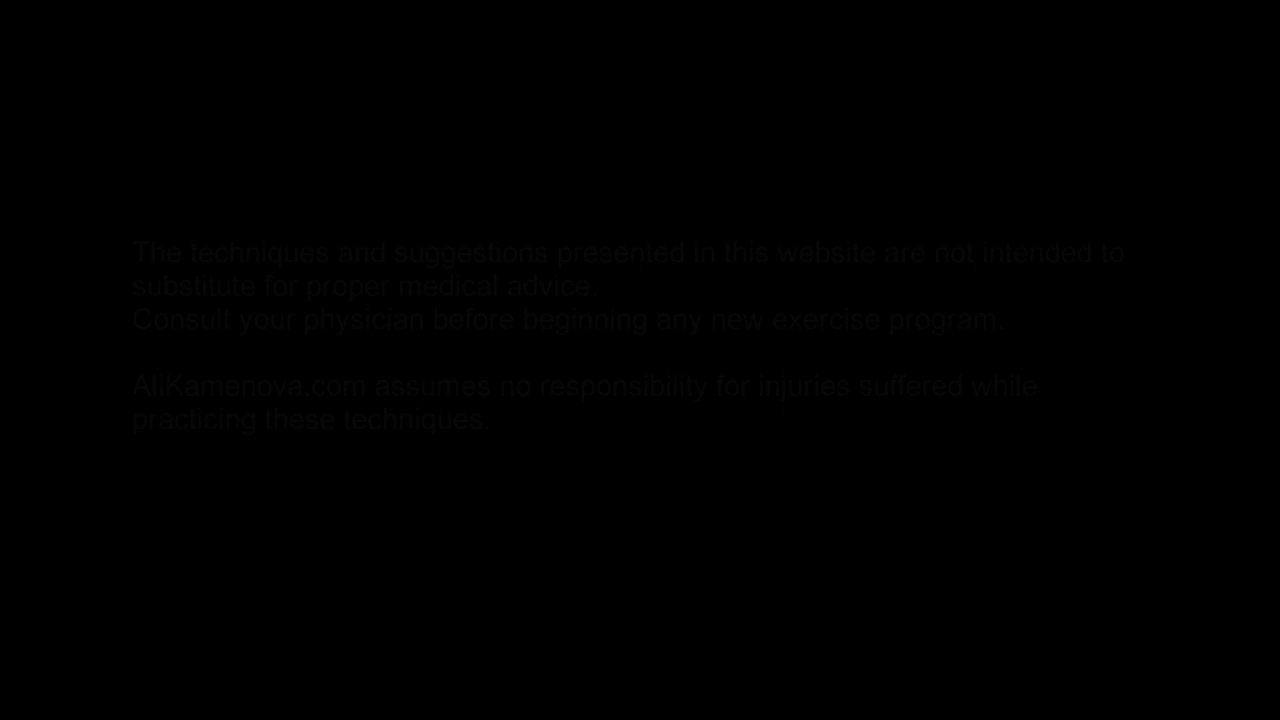 The techniques and suggestions presented in this website are not intended to
substitute for proper medical advice.
Consult your physician before beginning any new exercise program.
AliKamenova.com assumes no responsibility for injuries suffered while
practicing these techniques.